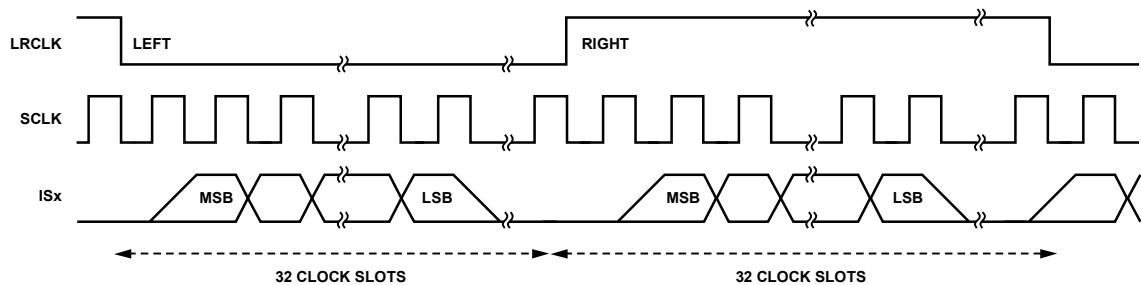 LRCLK
LEFT
RIGHT
SCLK
ISx
MSB
LSB
MSB
LSB
32 CLOCK SLOTS
32 CLOCK SLOTS